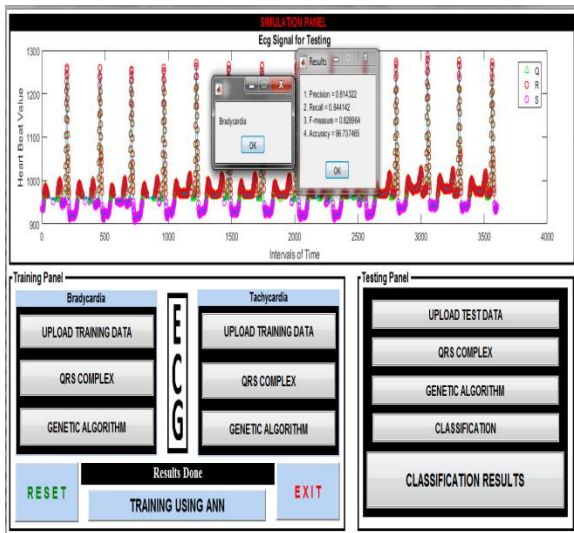 SIMULATION PANEL
Ecg Signal for Testing
Heart Beat Value
1300
1200
1100
1000
900
0
500
1000
1500
2000
2500
3000
3500
4000
Intervals of Time
Q
R
S
Bradycardia
OK
Results
1. Precision = 0.814322
2. Recall = 0.844142
3. F-measure = 0.828964
4. Accuracy = 96.737465
OK
Training Panel
Bradycardia
UPLOAD TRAINING DATA
QRS COMPLEX
GENETIC ALGORITHM
ECG
Tachycardia
UPLOAD TRAINING DATA
QRS COMPLEX
GENETIC ALGORITHM
RESET
Results Done
TRAINING USING ANN
EXIT
Testing Panel
UPLOAD TEST DATA
QRS COMPLEX
GENETIC ALGORITHM
CLASSIFICATION
CLASSIFICATION RESULTS